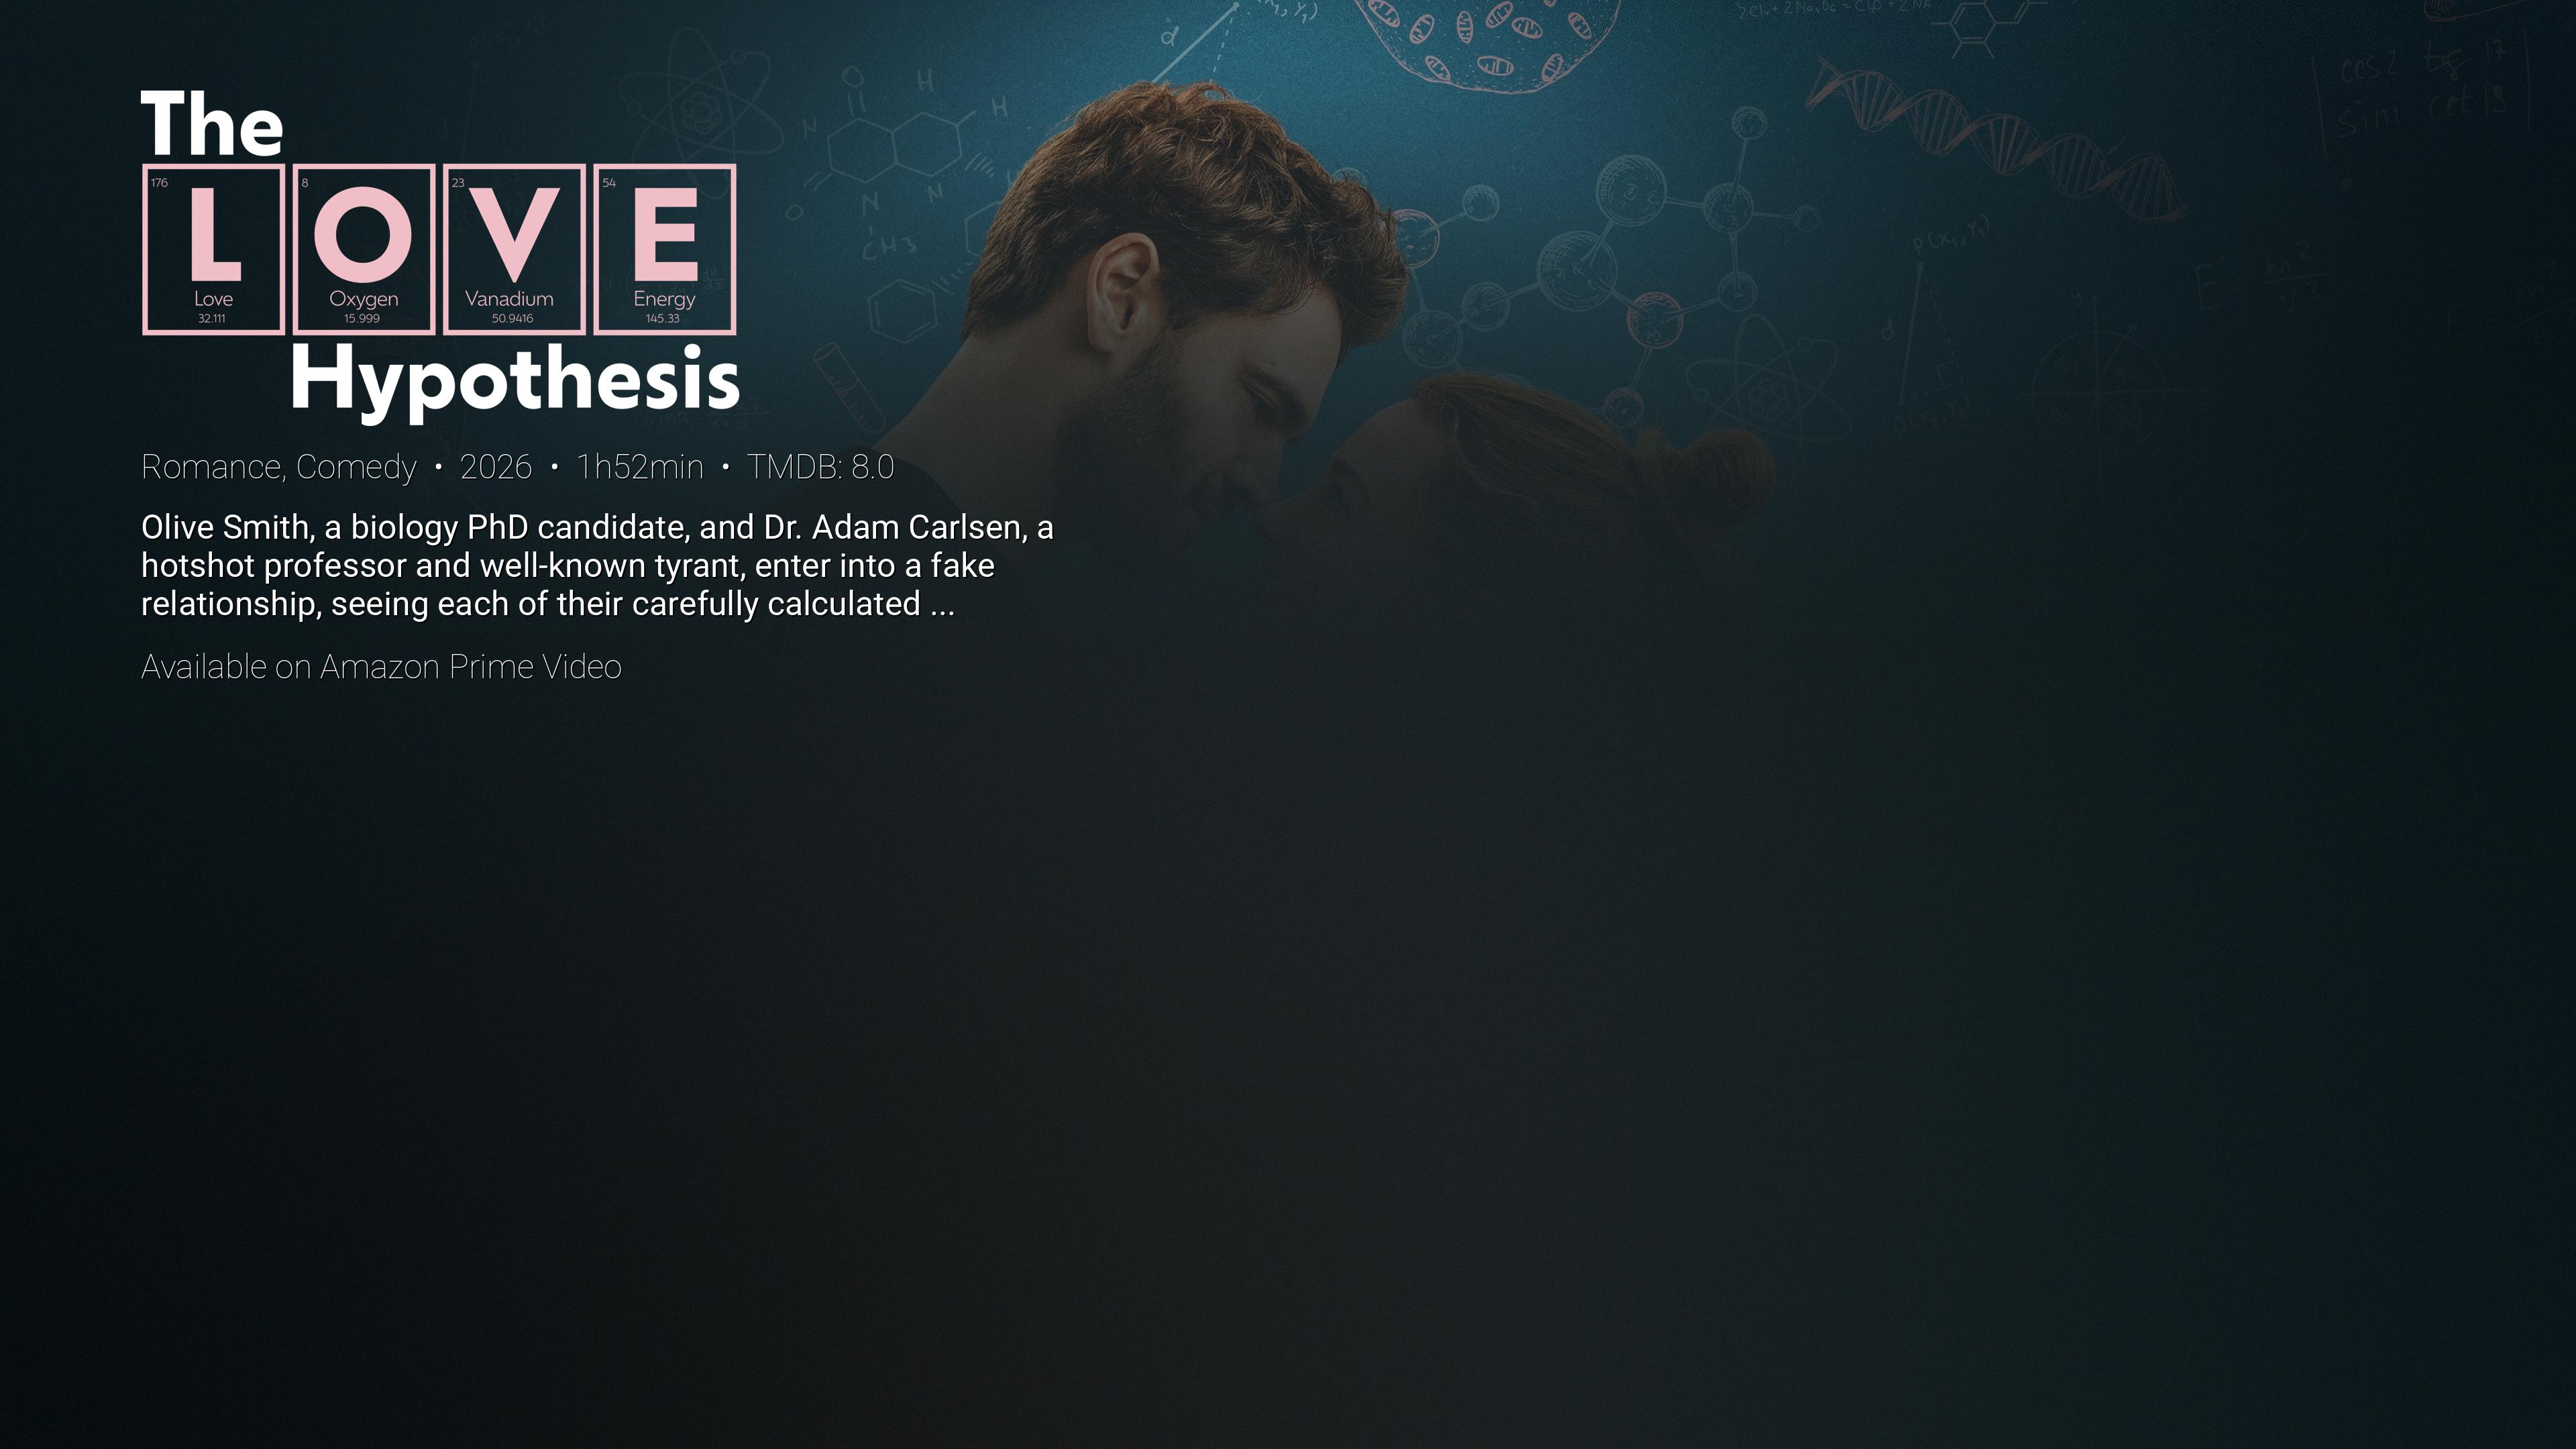 The
176 8 23 54
L O V E
Love Oxygen Vanadium Energy
32.111 15.999 50.9416 145.33
Hypothesis
Romance, Comedy • 2026 • 1h52min • TMDB: 8.0
Olive Smith, a biology PhD candidate, and Dr. Adam Carlsen, a
hotshot professor and well-known tyrant, enter into a fake
relationship, seeing each of their carefully calculated ...
Available on Amazon Prime Video